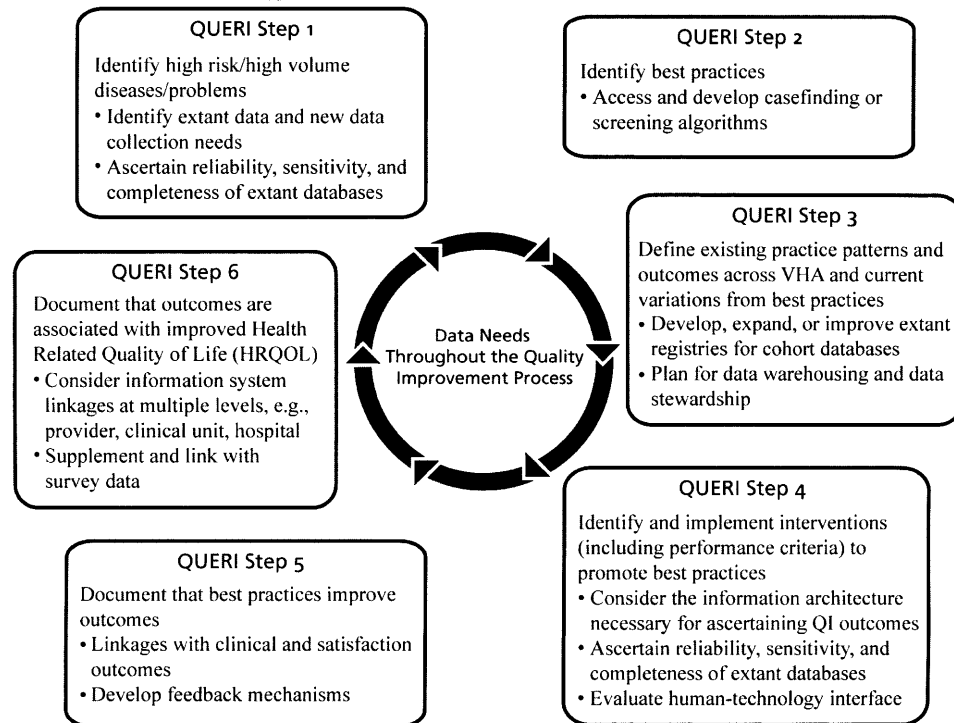 QUERI Step 1
Identify high risk/high volume
diseases/problems
• Identify extant data and new data
collection needs
• Ascertain reliability, sensitivity, and
completeness of extant databases
QUERI Step 2
Identify best practices
• Access and develop casefinding or
screening algorithms
QUERI Step 3
Define existing practice patterns and
outcomes across VHA and current
variations from best practices
• Develop, expand, or improve extant
registries for cohort databases
• Plan for data warehousing and data
stewardship
QUERI Step 4
Identify and implement interventions
(including performance criteria) to
promote best practices
• Consider the information architecture
necessary for ascertaining QI outcomes
• Ascertain reliability, sensitivity, and
completeness of extant databases
• Evaluate human-technology interface
QUERI Step 5
Document that best practices improve
outcomes
• Linkages with clinical and satisfaction
outcomes
• Develop feedback mechanisms
QUERI Step 6
Document that outcomes are
associated with improved Health
Related Quality of Life (HRQOL)
• Consider information system
linkages at multiple levels, e.g.,
provider, clinical unit, hospital
• Supplement and link with
survey data
Data Needs
Throughout the Quality
Improvement Process